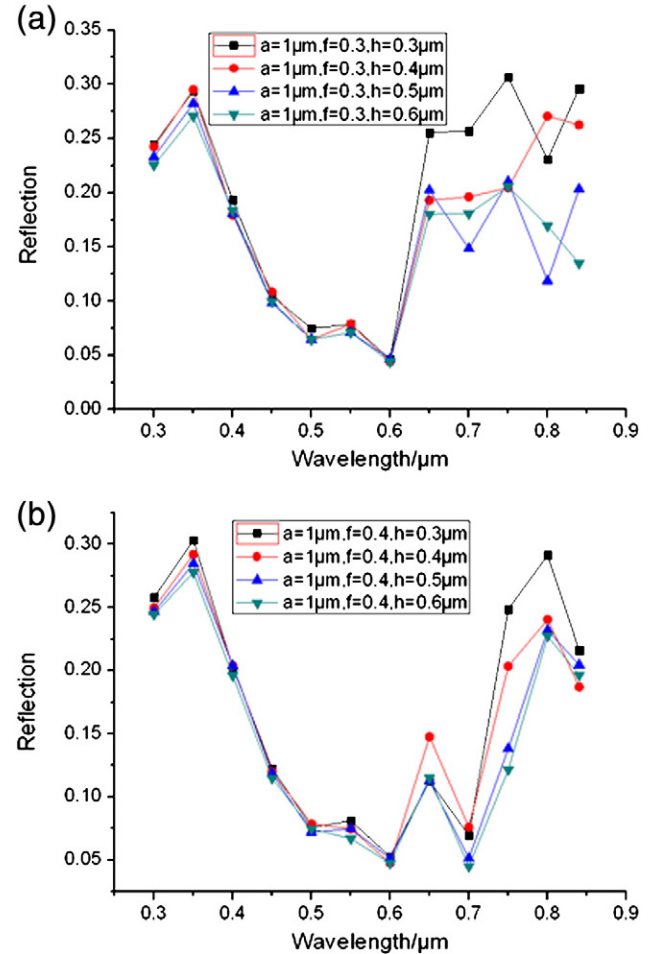 (a)
a=1μm,f=0.3,h=0.3μm
a=1μm,f=0.3,h=0.4μm
a=1μm,f=0.3,h=0.5μm
a=1μm,f=0.3,h=0.6μm
Reflection
0.30
0.25
0.20
0.15
0.10
0.05
0.00
0.3 0.4 0.5 0.6 0.7 0.8 0.9
Wavelength/μm
(b)
a=1μm,f=0.4,h=0.3μm
a=1μm,f=0.4,h=0.4μm
a=1μm,f=0.4,h=0.5μm
a=1μm,f=0.4,h=0.6μm
Reflection
0.30
0.25
0.20
0.15
0.10
0.05
0.3 0.4 0.5 0.6 0.7 0.8 0.9
Wavelength/μm